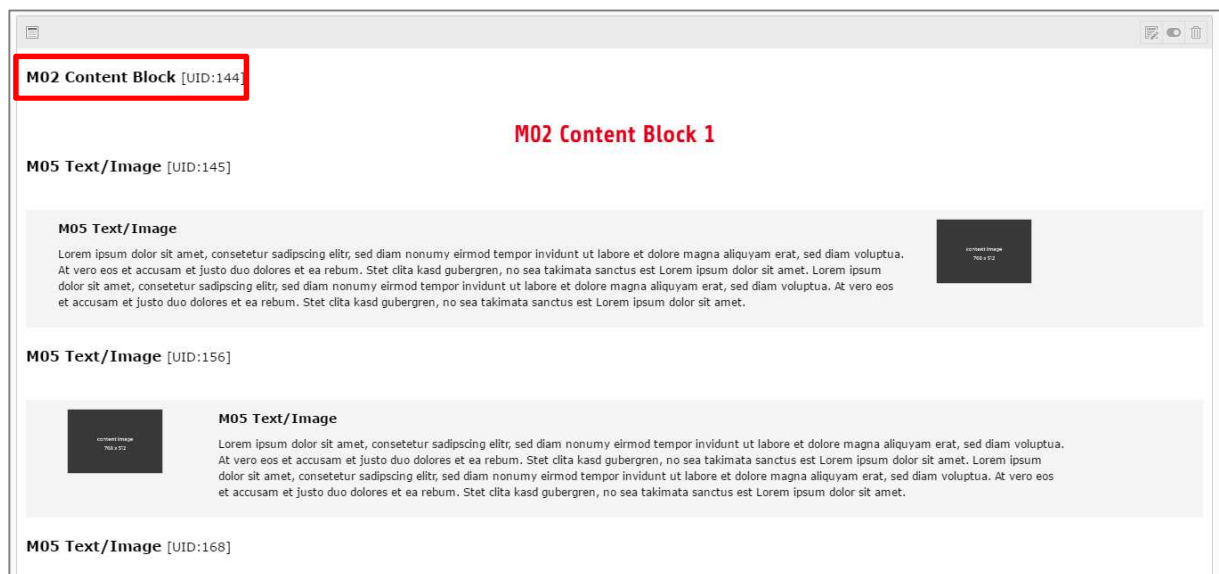 M02 Content Block [UID:144]
M02 Content Block 1
M05 Text/Image [UID:145]
M05 Text/Image
Lorem ipsum dolor sit amet, consetetur sadipscing elitr, sed diam nonumy eirmod tempor invidunt ut labore et dolore magna aliquyam erat, sed diam voluptua.
At vero eos et accusam et justo duo dolores et ea rebum. Stet clita kasd gubergren, no sea takimata sanctus est Lorem ipsum dolor sit amet. Lorem ipsum
dolor sit amet, consetetur sadipscing elitr, sed diam nonumy eirmod tempor invidunt ut labore et dolore magna aliquyam erat, sed diam voluptua. At vero eos
et accusam et justo duo dolores et ea rebum. Stet clita kasd gubergren, no sea takimata sanctus est Lorem ipsum dolor sit amet.
content image
768 x 512
M05 Text/Image [UID:156]
content image
768 x 512
M05 Text/Image
Lorem ipsum dolor sit amet, consetetur sadipscing elitr, sed diam nonumy eirmod tempor invidunt ut labore et dolore magna aliquyam erat, sed diam voluptua.
At vero eos et accusam et justo duo dolores et ea rebum. Stet clita kasd gubergren, no sea takimata sanctus est Lorem ipsum dolor sit amet. Lorem ipsum
dolor sit amet, consetetur sadipscing elitr, sed diam nonumy eirmod tempor invidunt ut labore et dolore magna aliquyam erat, sed diam voluptua. At vero eos
et accusam et justo duo dolores et ea rebum. Stet clita kasd gubergren, no sea takimata sanctus est Lorem ipsum dolor sit amet.
M05 Text/Image [UID:168]